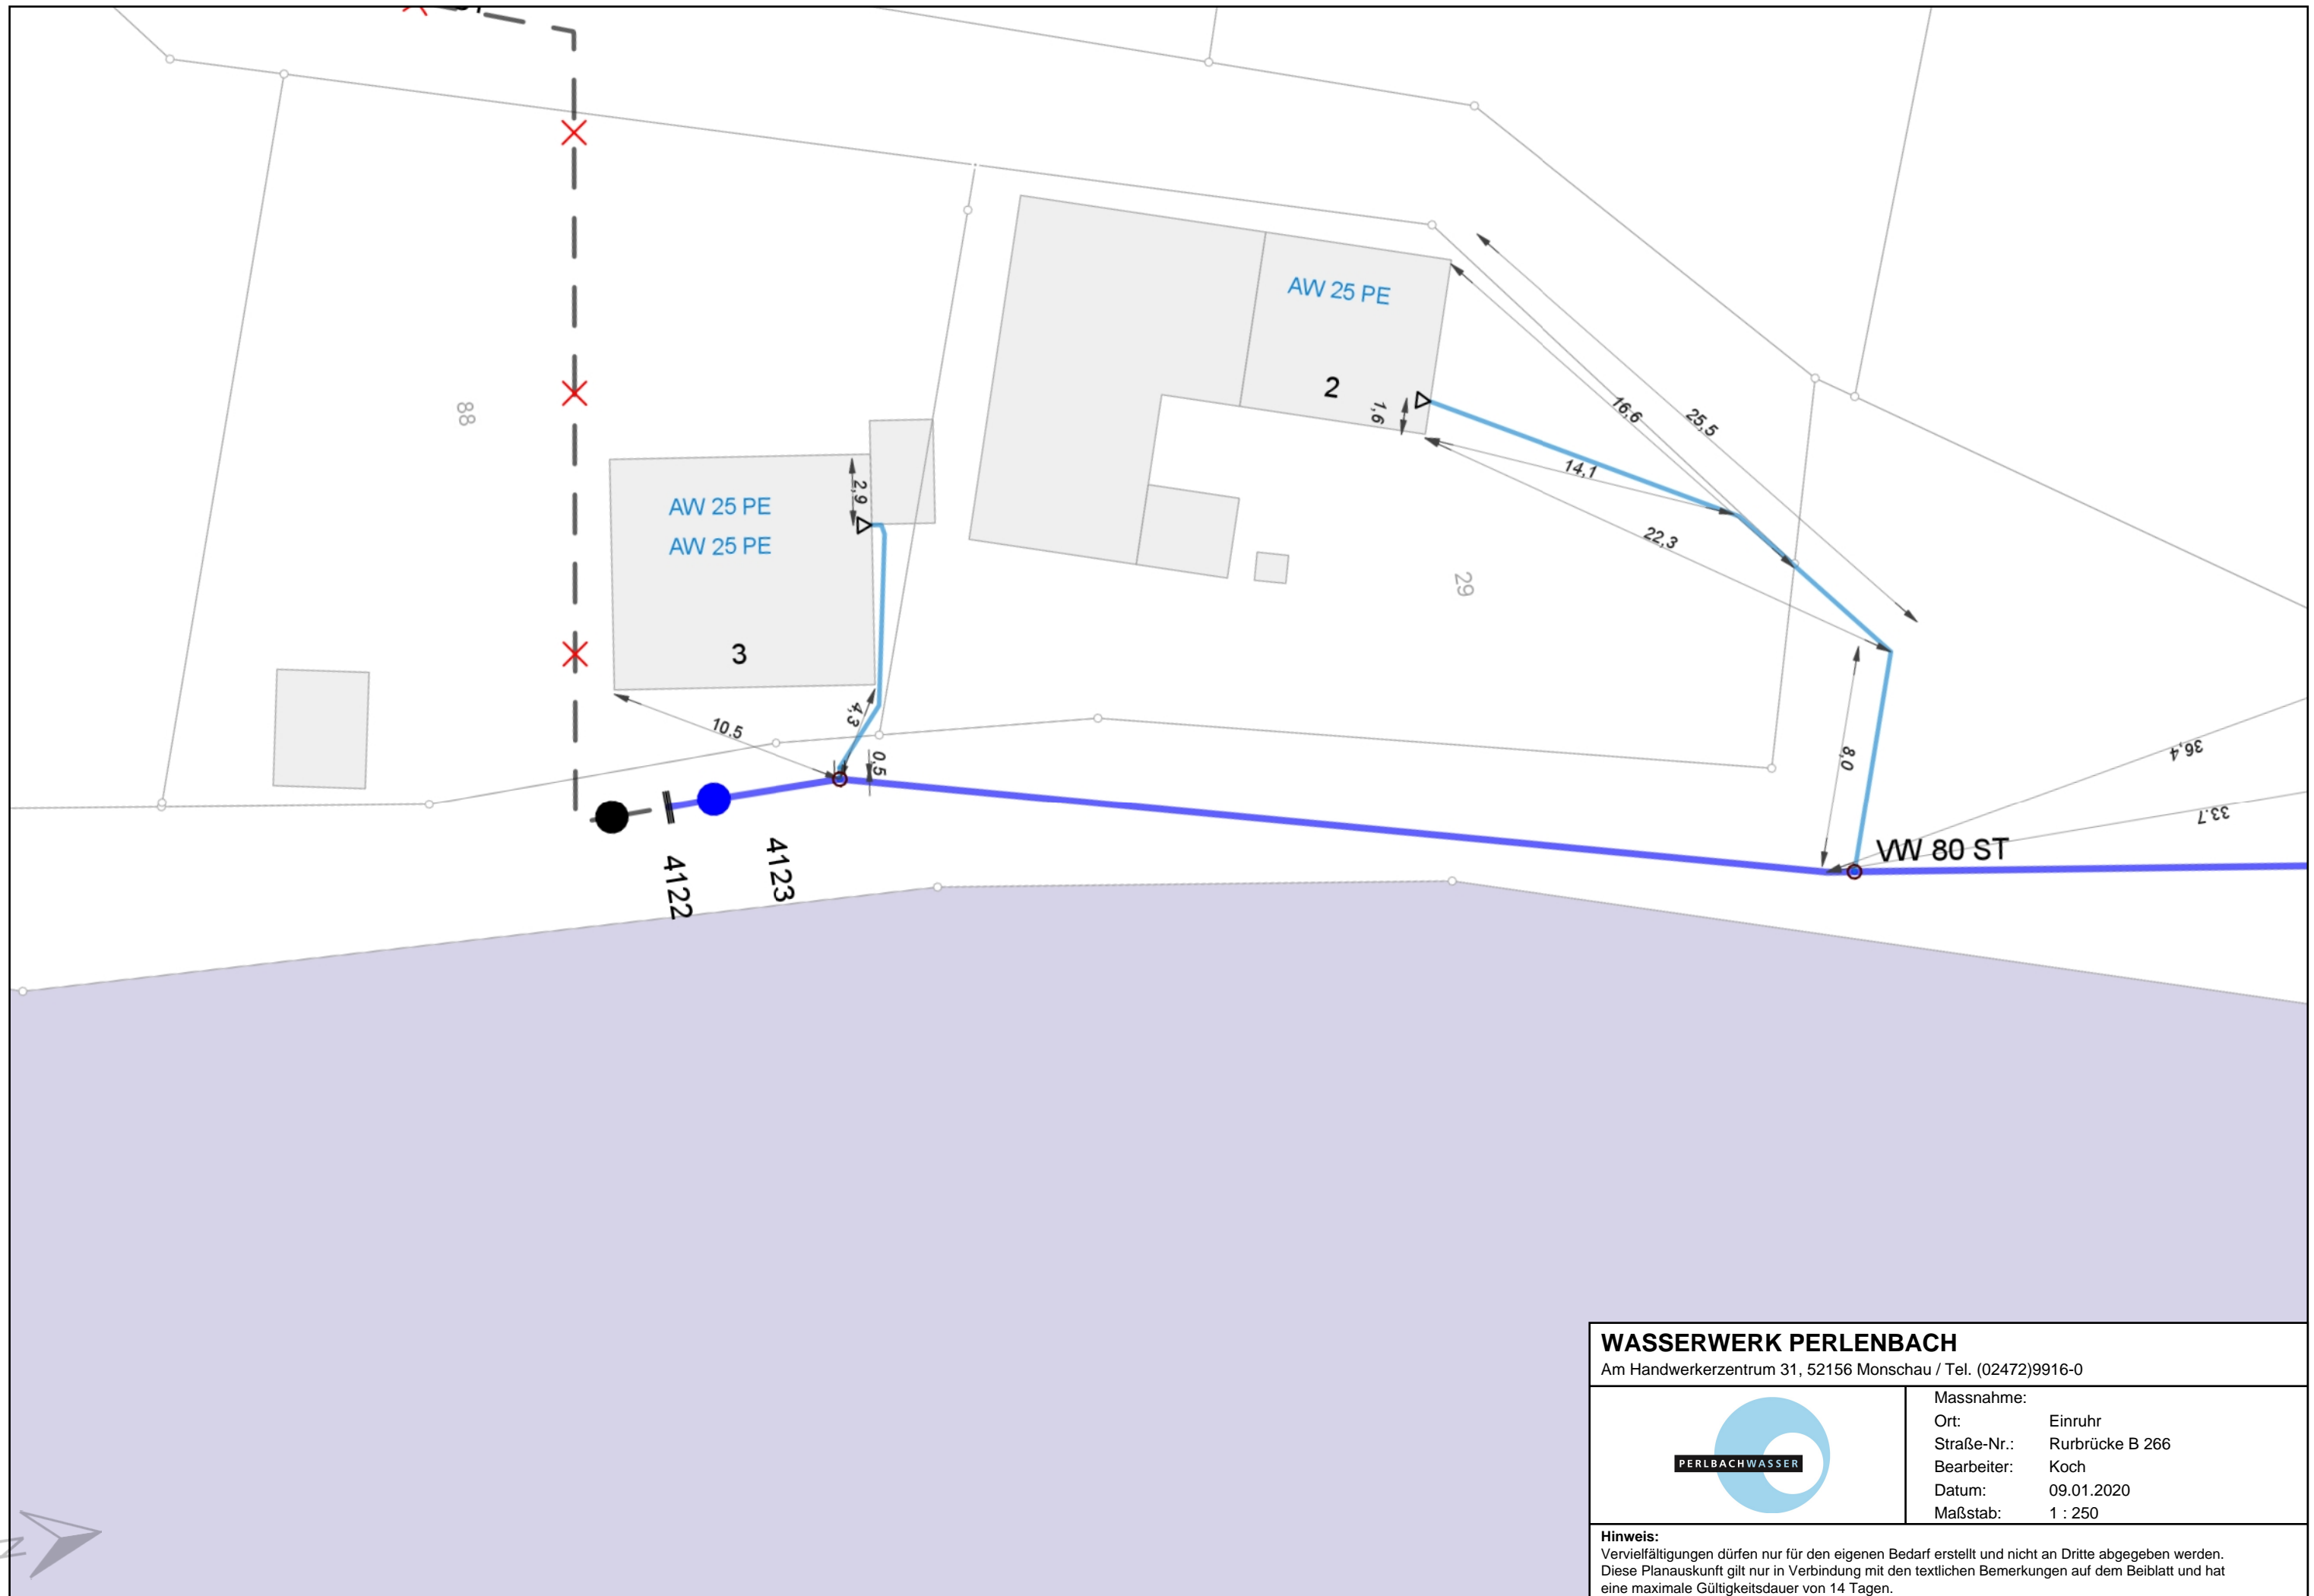 AW 25 PE
2
1,6
16,6
25,5
14,1
22,3
88
2,9
AW 25 PE
AW 25 PE
29
3
10.5
4,3
0,5
8,0
36,4
33.7
VW 80 ST
4123
4122
N
WASSERWERK PERLENBACH
Am Handwerkerzentrum 31, 52156 Monschau / Tel. (02472)9916-0
PERLBACHWASSER
Massnahme:
Ort: Einruhr
Straße-Nr.: Rurbrücke B 266
Bearbeiter: Koch
Datum: 09.01.2020
Maßstab: 1 : 250
Hinweis:
Vervielfältigungen dürfen nur für den eigenen Bedarf erstellt und nicht an Dritte abgegeben werden.
Diese Planauskunft gilt nur in Verbindung mit den textlichen Bemerkungen auf dem Beiblatt und hat
eine maximale Gültigkeitsdauer von 14 Tagen.